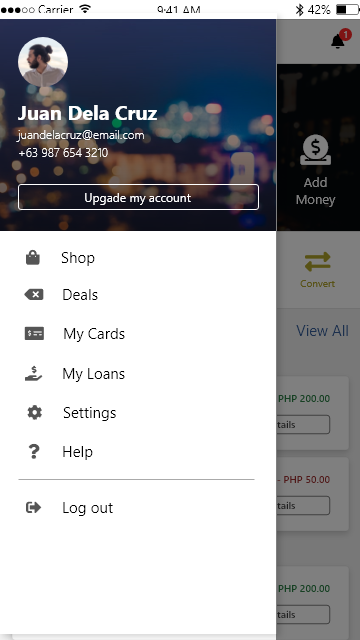 Carrier 9:41 AM 42%
1
Juan Dela Cruz
juandelacruz@email.com
+63 987 654 3210
Upgade my account
Add
Money
Shop
Convert
Deals
My Cards
View All
My Loans
PHP 200.00
Settings
tails
Help
- PHP 50.00
Log out
tails
PHP 200.00
tails